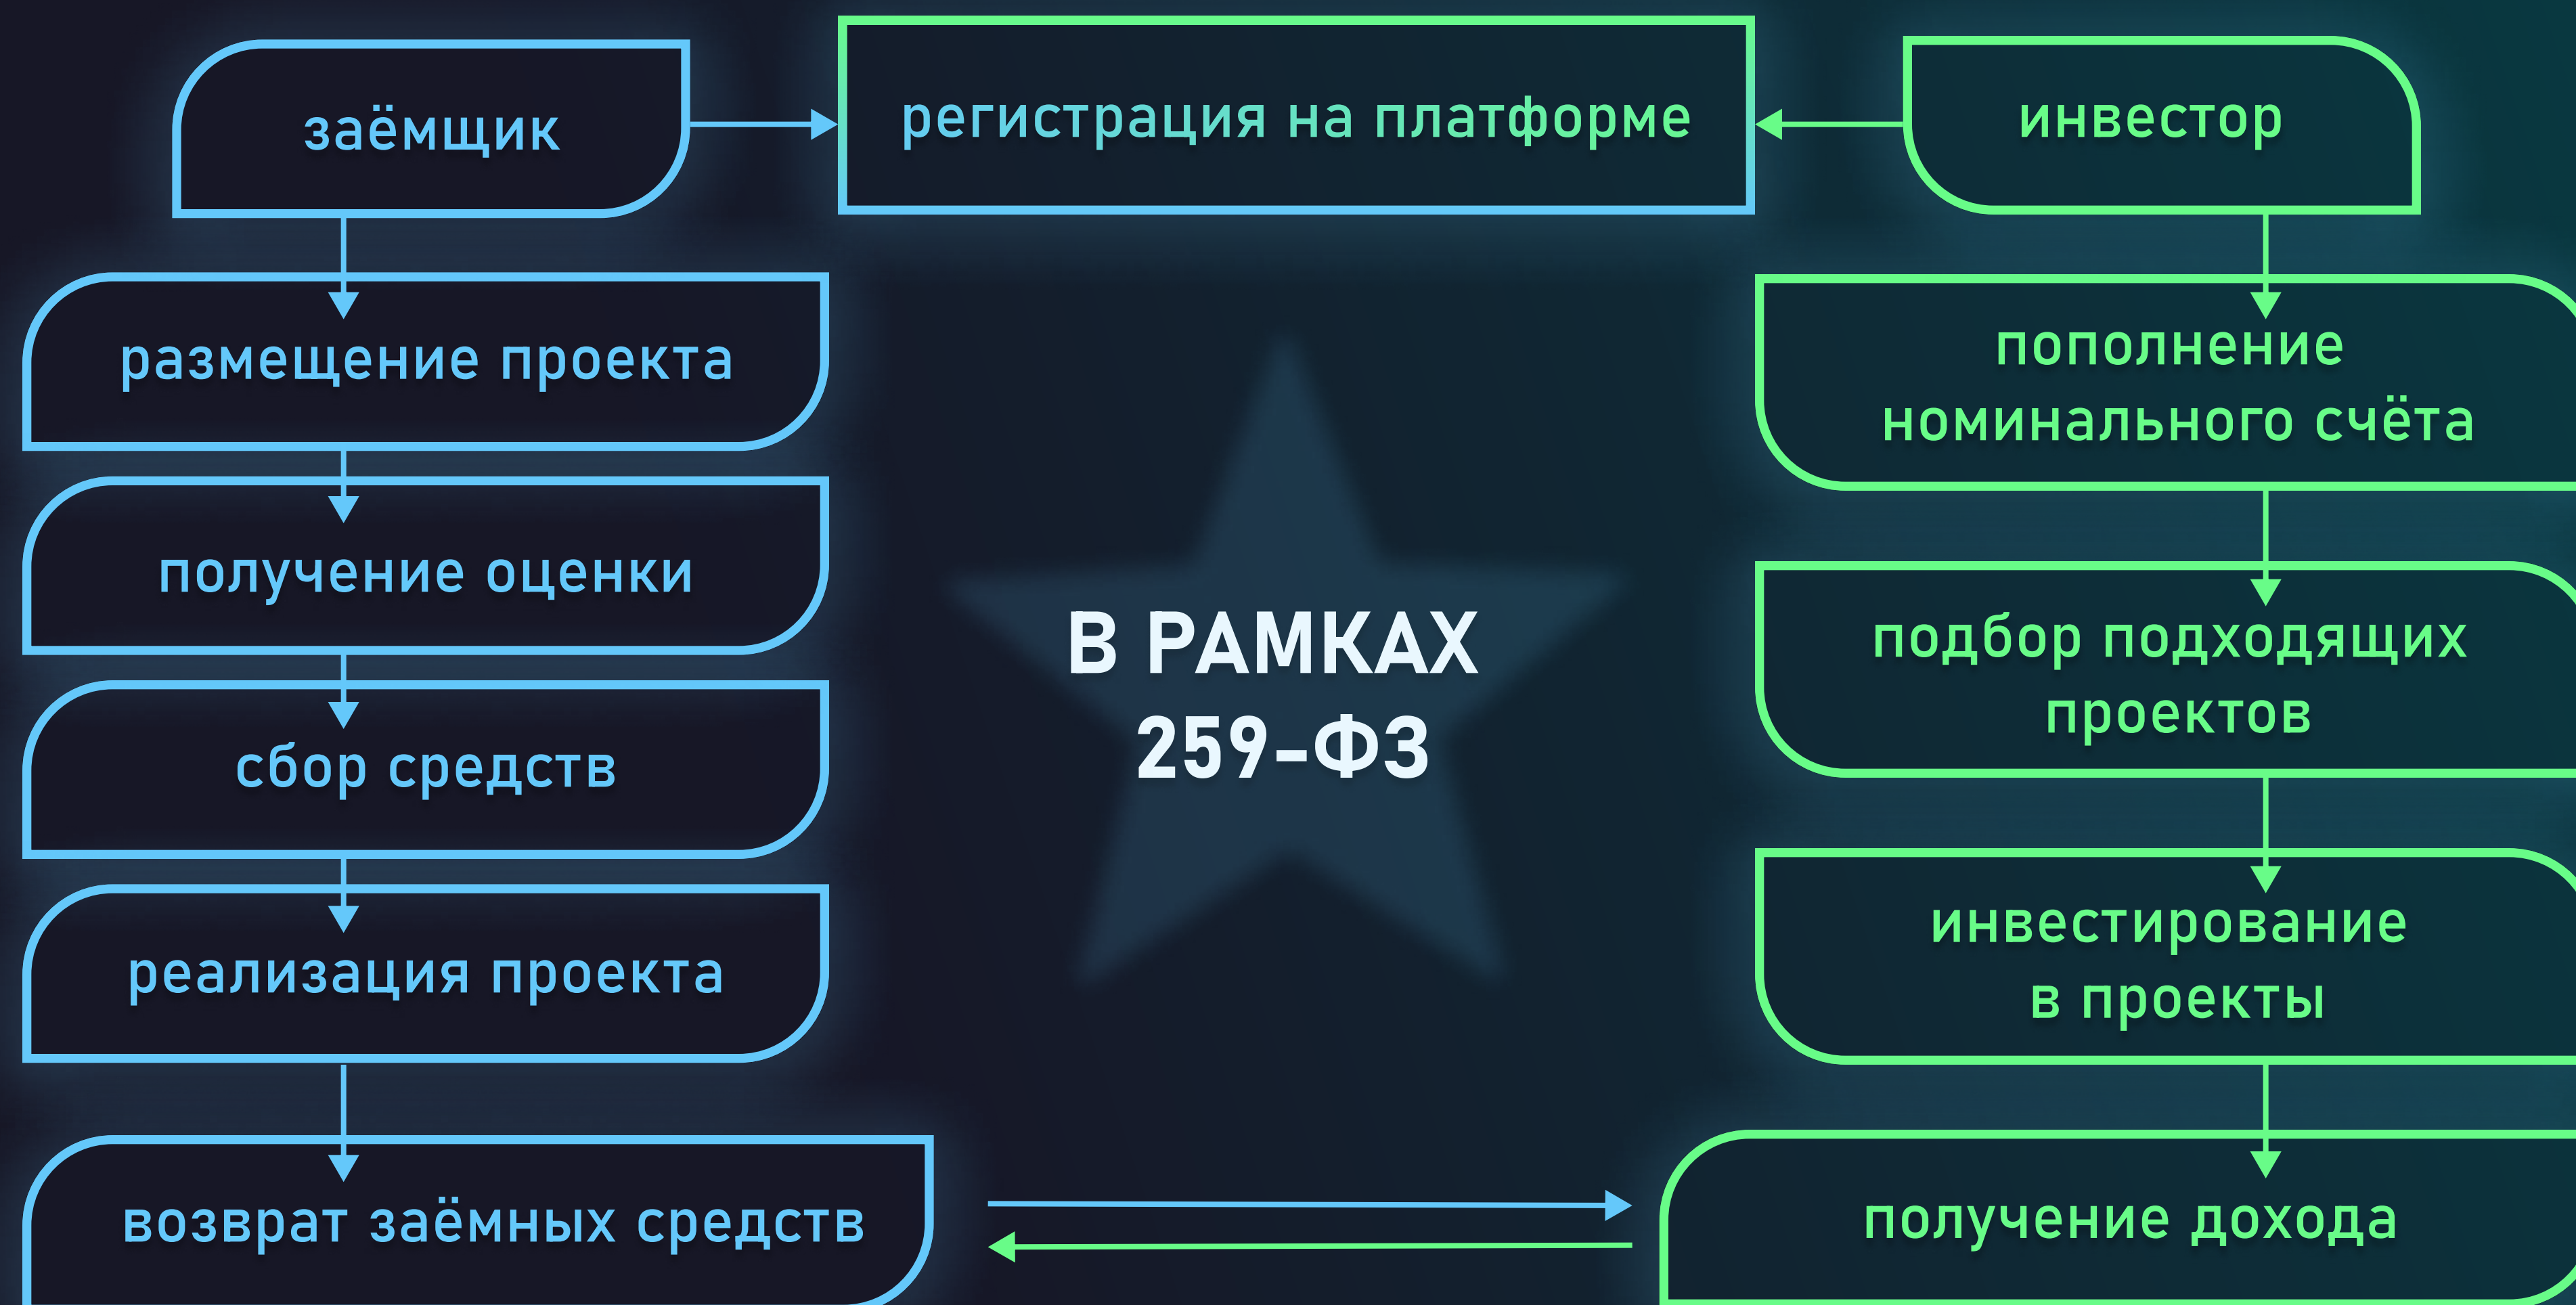 заёмщик
регистрация на платформе
инвестор
размещение проекта
получение оценки
сбор средств
реализация проекта
возврат заёмных средств
В РАМКАХ
259-ФЗ
пополнение
номинального счёта
подбор подходящих
проектов
инвестирование
в проекты
получение дохода